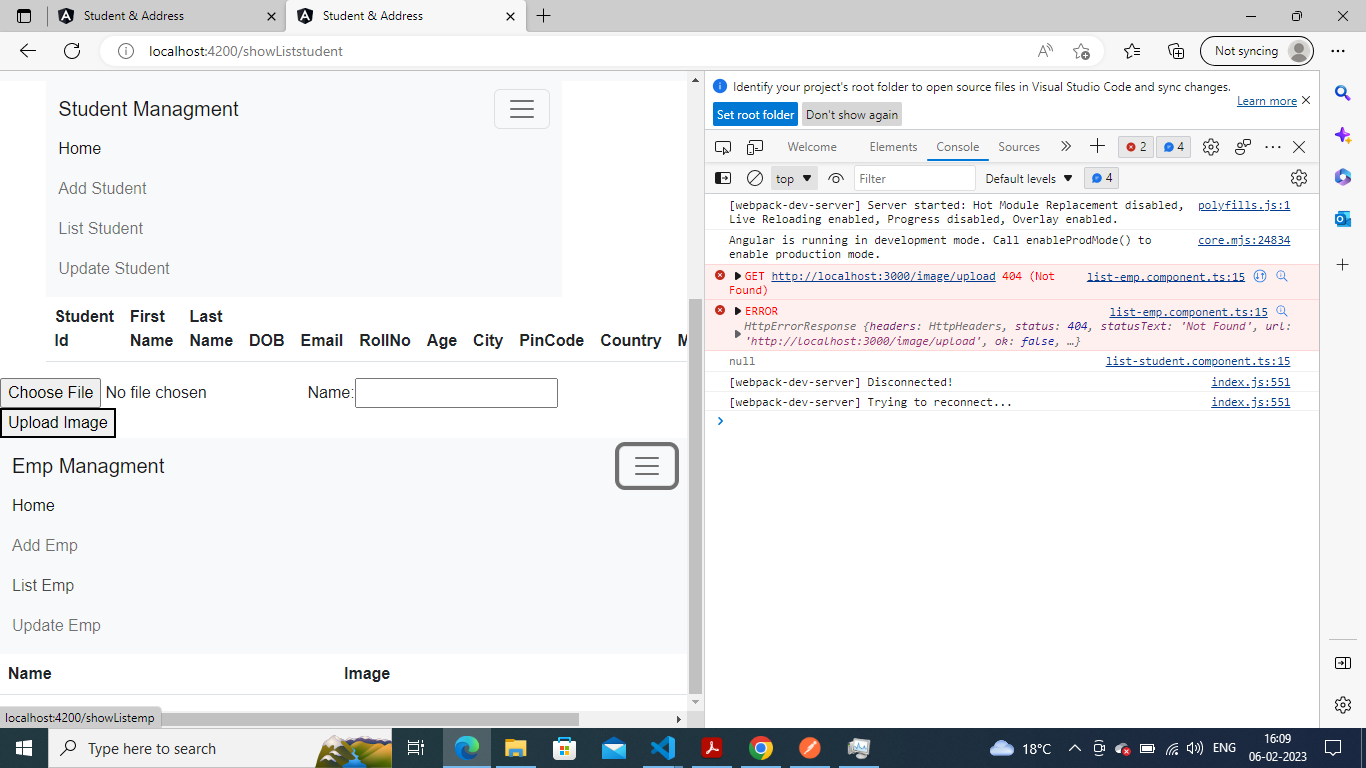 Student & Address
Student & Address
localhost:4200/showListstudent
Not syncing
Student Managment
Home
Add Student
List Student
Update Student
Student Id First Name Last Name DOB Email RollNo Age City PinCode Country M
Choose File No file chosen Name:
Upload Image
Emp Managment
Home
Add Emp
List Emp
Update Emp
Name Image
localhost:4200/showListemp
Identify your project's root folder to open source files in Visual Studio Code and sync changes.
Learn more
Set root folder Don't show again
Welcome Elements Console Sources 2 4
top Filter Default levels 4
[webpack-dev-server] Server started: Hot Module Replacement disabled, polyfills.js:1
Live Reloading enabled, Progress disabled, Overlay enabled.
Angular is running in development mode. Call enableProdMode() to core.mjs:24834
enable production mode.
GET http://localhost:3000/image/upload 404 (Not list-emp.component.ts:15
Found)
ERROR list-emp.component.ts:15
HttpErrorResponse {headers: HttpHeaders, status: 404, statusText: 'Not Found', url:
'http://localhost:3000/image/upload', ok: false, …}
null list-student.component.ts:15
[webpack-dev-server] Disconnected! index.js:551
[webpack-dev-server] Trying to reconnect... index.js:551
Type here to search
18°C
ENG
16:09
06-02-2023